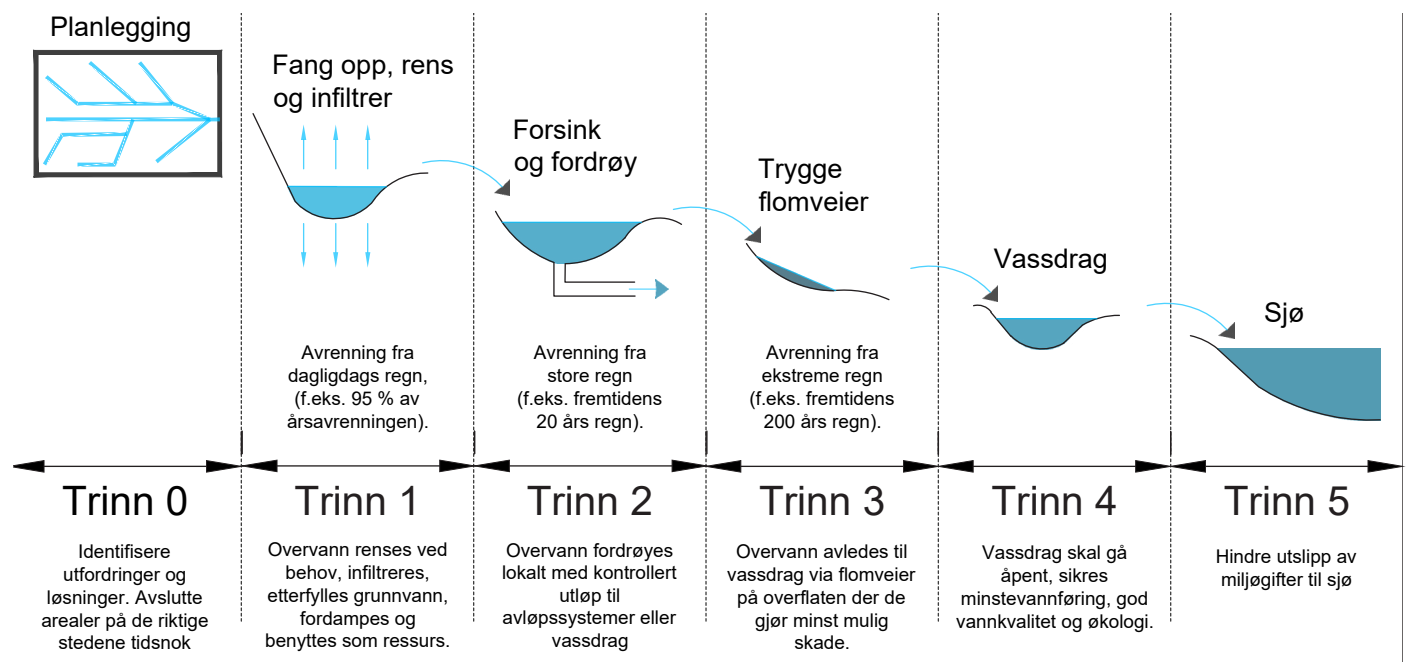 Planlegging
Fang opp, rens
og infiltrer
Forsink
og fordrøy
Trygge
flomveier
Vassdrag
Sjø
Avrenning fra
dagligdags regn,
(f.eks. 95 % av
årsavrenningen).
Avrenning fra
store regn
(f.eks. fremtidens
20 års regn).
Avrenning fra
ekstreme regn
(f.eks. fremtidens
200 års regn).
Trinn 0
Trinn 1
Trinn 2
Trinn 3
Trinn 4
Trinn 5
Identifisere
utfordringer og
løsninger. Avslutte
arealer på de riktige
stedene tidsnok
Overvann renses ved
behov, infiltreres,
etterfylles grunnvann,
fordampes og
benyttes som ressurs.
Overvann fordrøyes
lokalt med kontrollert
utløp til
avløpssystemer eller
vassdrag
Overvann avledes til
vassdrag via flomveier
på overflaten der de
gjør minst mulig
skade.
Vassdrag skal gå
åpent, sikres
minstevannføring, god
vannkvalitet og økologi.
Hindre utslipp av
miljøgifter til sjø